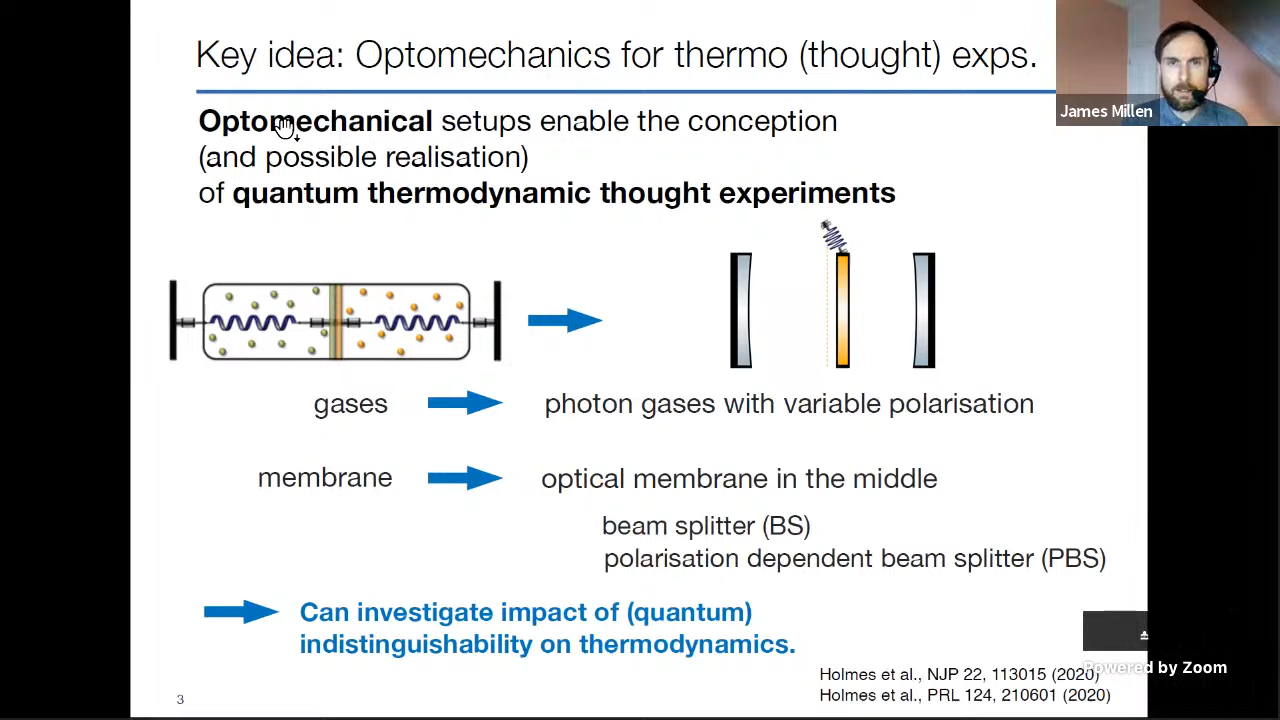 Key idea: Optomechanics for thermo (thought) exps.
James Millen
Optomechanical setups enable the conception
(and possible realisation)
of quantum thermodynamic thought experiments
gases
photon gases with variable polarisation
membrane
optical membrane in the middle
beam splitter (BS)
polarisation dependent beam splitter (PBS)
Can investigate impact of (quantum)
indistinguishability on thermodynamics.
Powered by Zoom
Holmes et al., NJP 22, 113015 (2020)
Holmes et al., PRL 124, 210601 (2020)
3